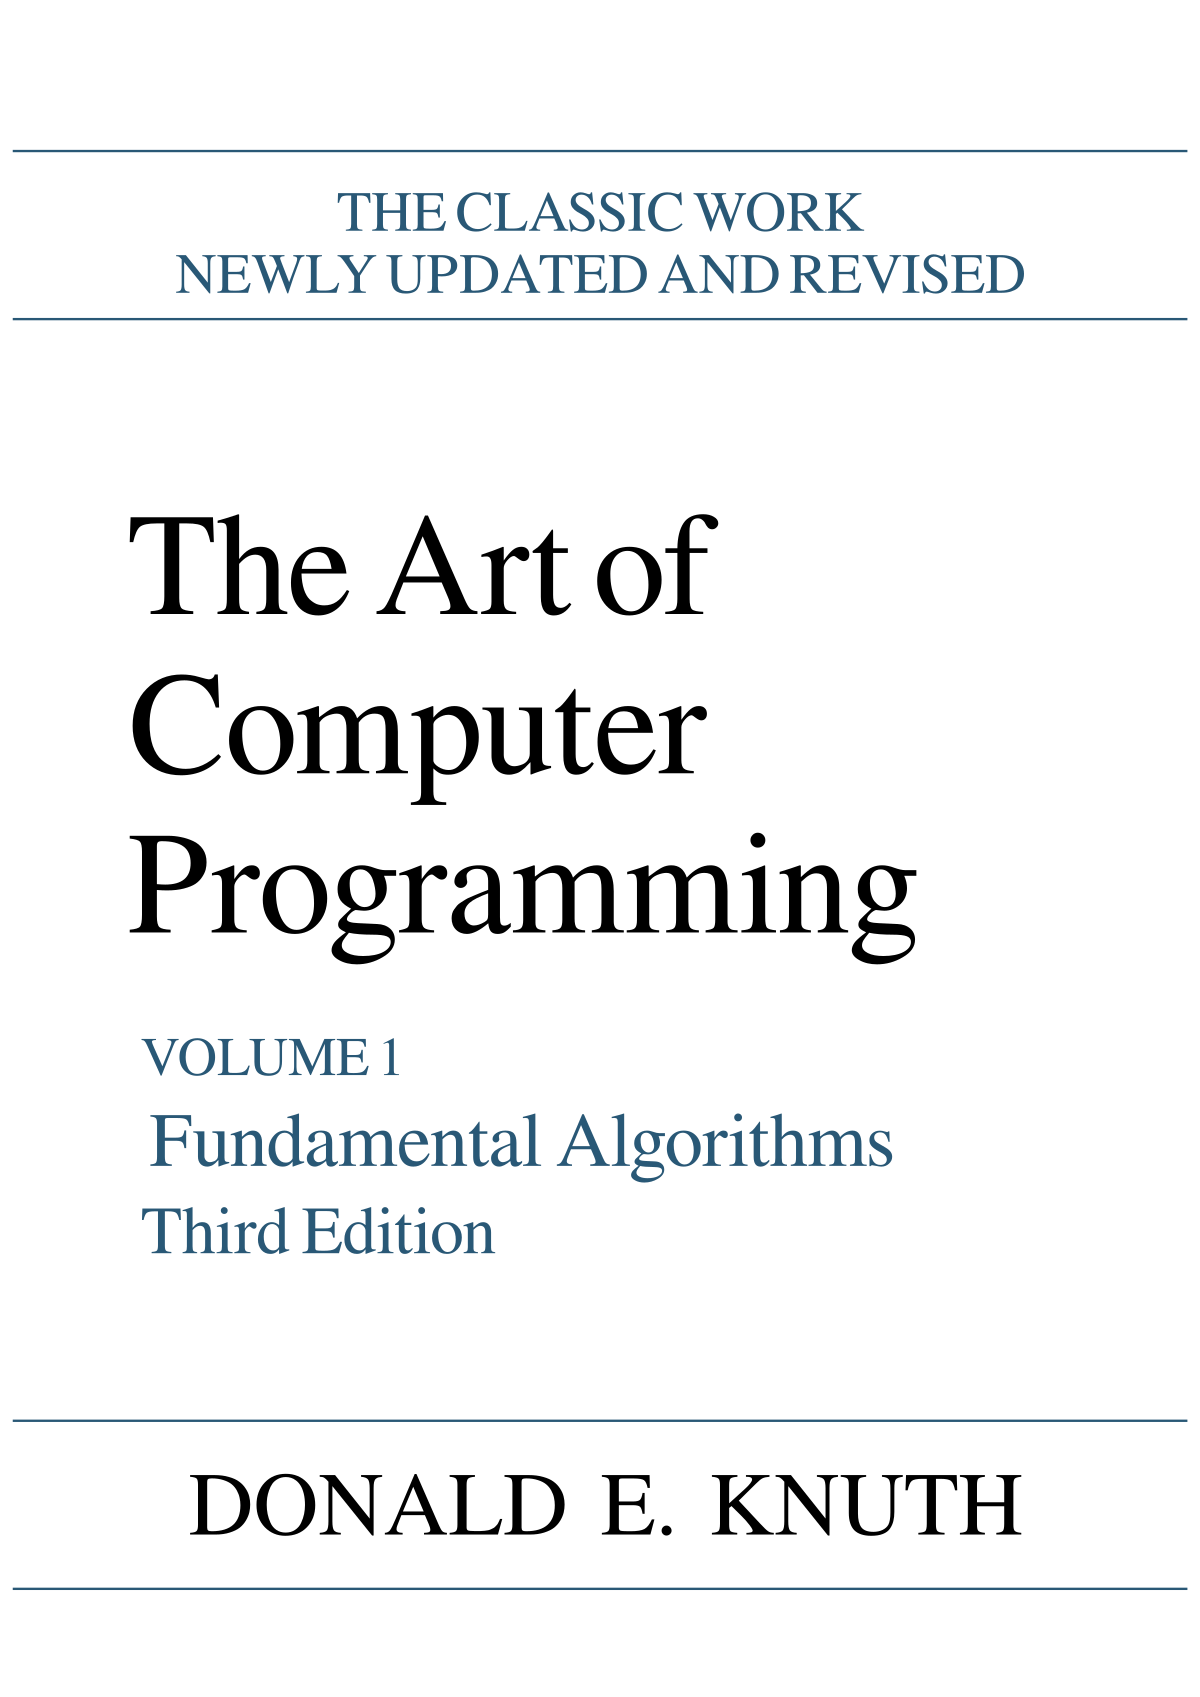 THE CLASSIC WORK
NEWLY UPDATED AND REVISED
The Art of
Computer
Programming
VOLUME 1
Fundamental Algorithms
Third Edition
DONALD E. KNUTH